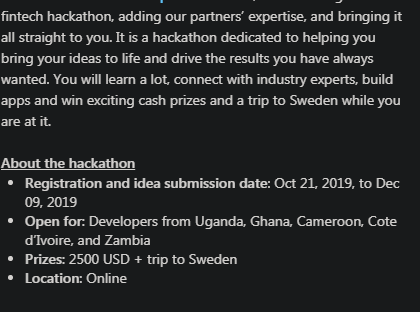 fintech hackathon, adding our partners' expertise, and bringing it
all straight to you. It is a hackathon dedicated to helping you
bring your ideas to life and drive the results you have always
wanted. You will learn a lot, connect with industry experts, build
apps and win exciting cash prizes and a trip to Sweden while you
are at it.
About the hackathon
• Registration and idea submission date: Oct 21, 2019, to Dec
09, 2019
• Open for: Developers from Uganda, Ghana, Cameroon, Cote
d'Ivoire, and Zambia
• Prizes: 2500 USD + trip to Sweden
• Location: Online